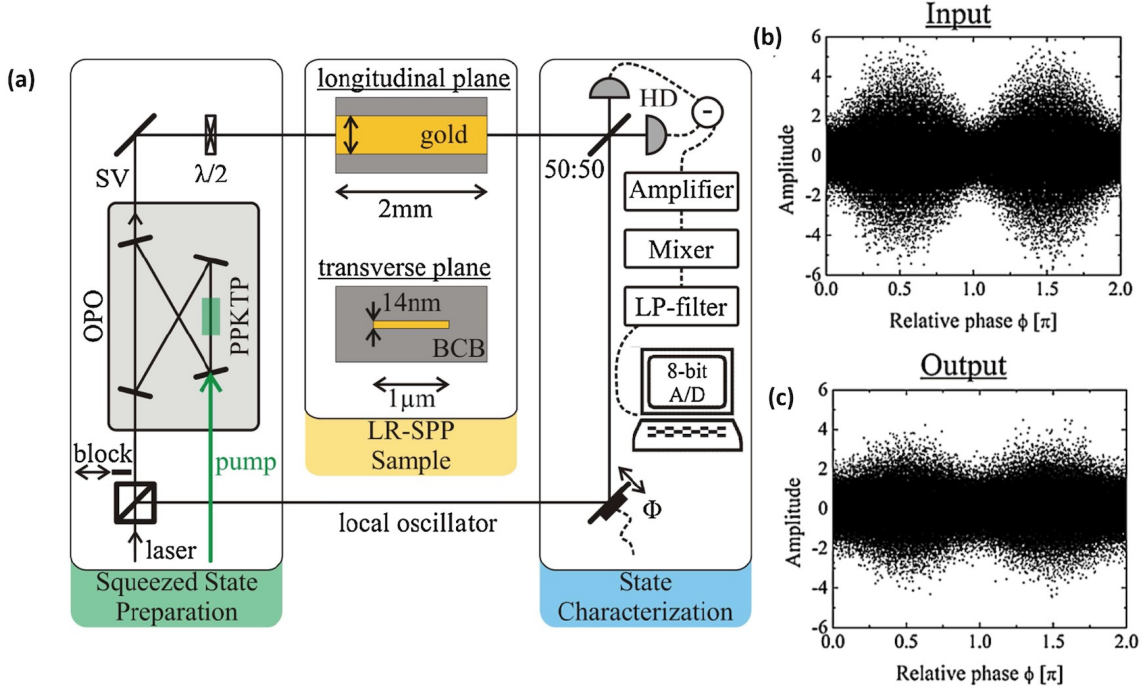 (a)
longitudinal plane
gold
2mm
transverse plane
14nm
BCB
1µm
LR-SPP
Sample
SV
λ/2
OPO
PPKTP
block
pump
laser
local oscillator
Squeezed State
Preparation
HD
-
50:50
Amplifier
Mixer
LP-filter
8-bit
A/D
Φ
State
Characterization
(b)
Input
Amplitude
6
4
2
0
-2
-4
-6
0.0 0.5 1.0 1.5 2.0
Relative phase ϕ [π]
(c)
Output
Amplitude
6
4
2
0
-2
-4
-6
0.0 0.5 1.0 1.5 2.0
Relative phase ϕ [π]